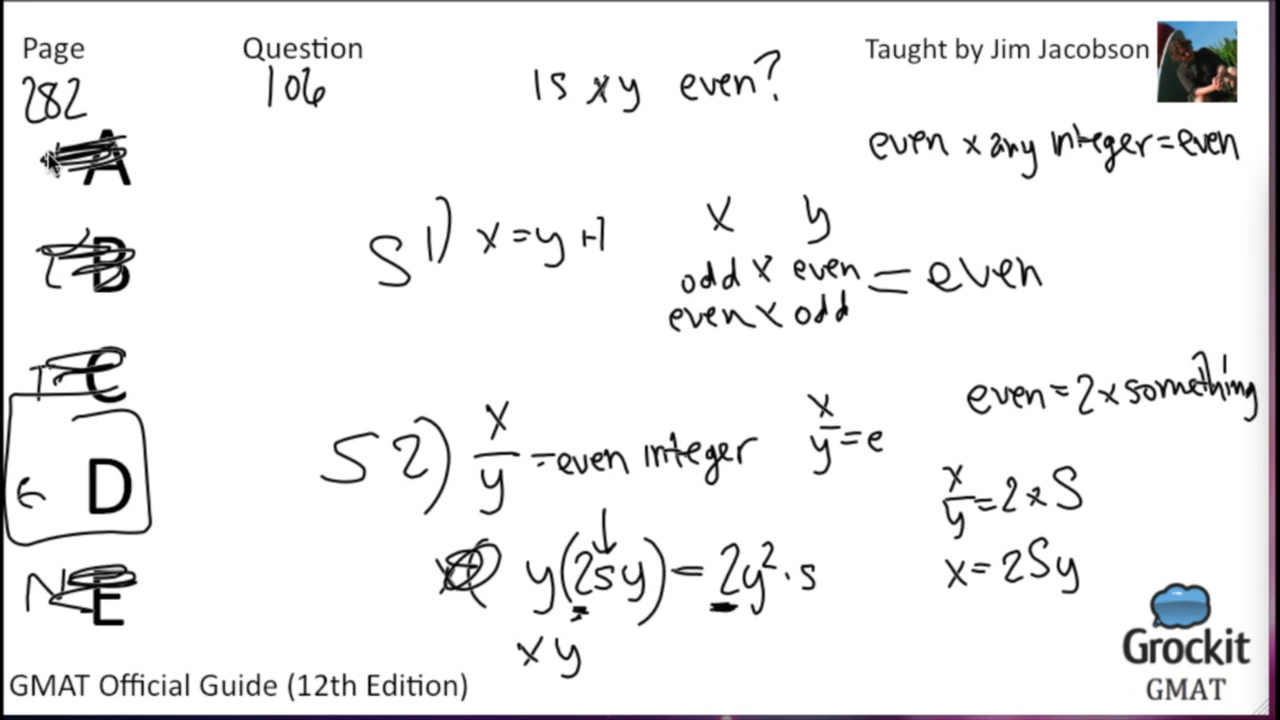 Page Question Taught by Jim Jacobson
282 106 Is xy even?
even x any integer = even
A
B
C
D
E
S1) x = y + 1
x y
odd x even = even
even x odd
even = 2 x something
S2) x/y = even integer x/y = e
x/y = 2 x S
x = 2Sy
y(2sy) = 2y²·s
xy
Grockit
GMAT
GMAT Official Guide (12th Edition)